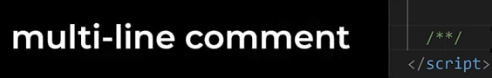 multi-line comment
/**/
</script>